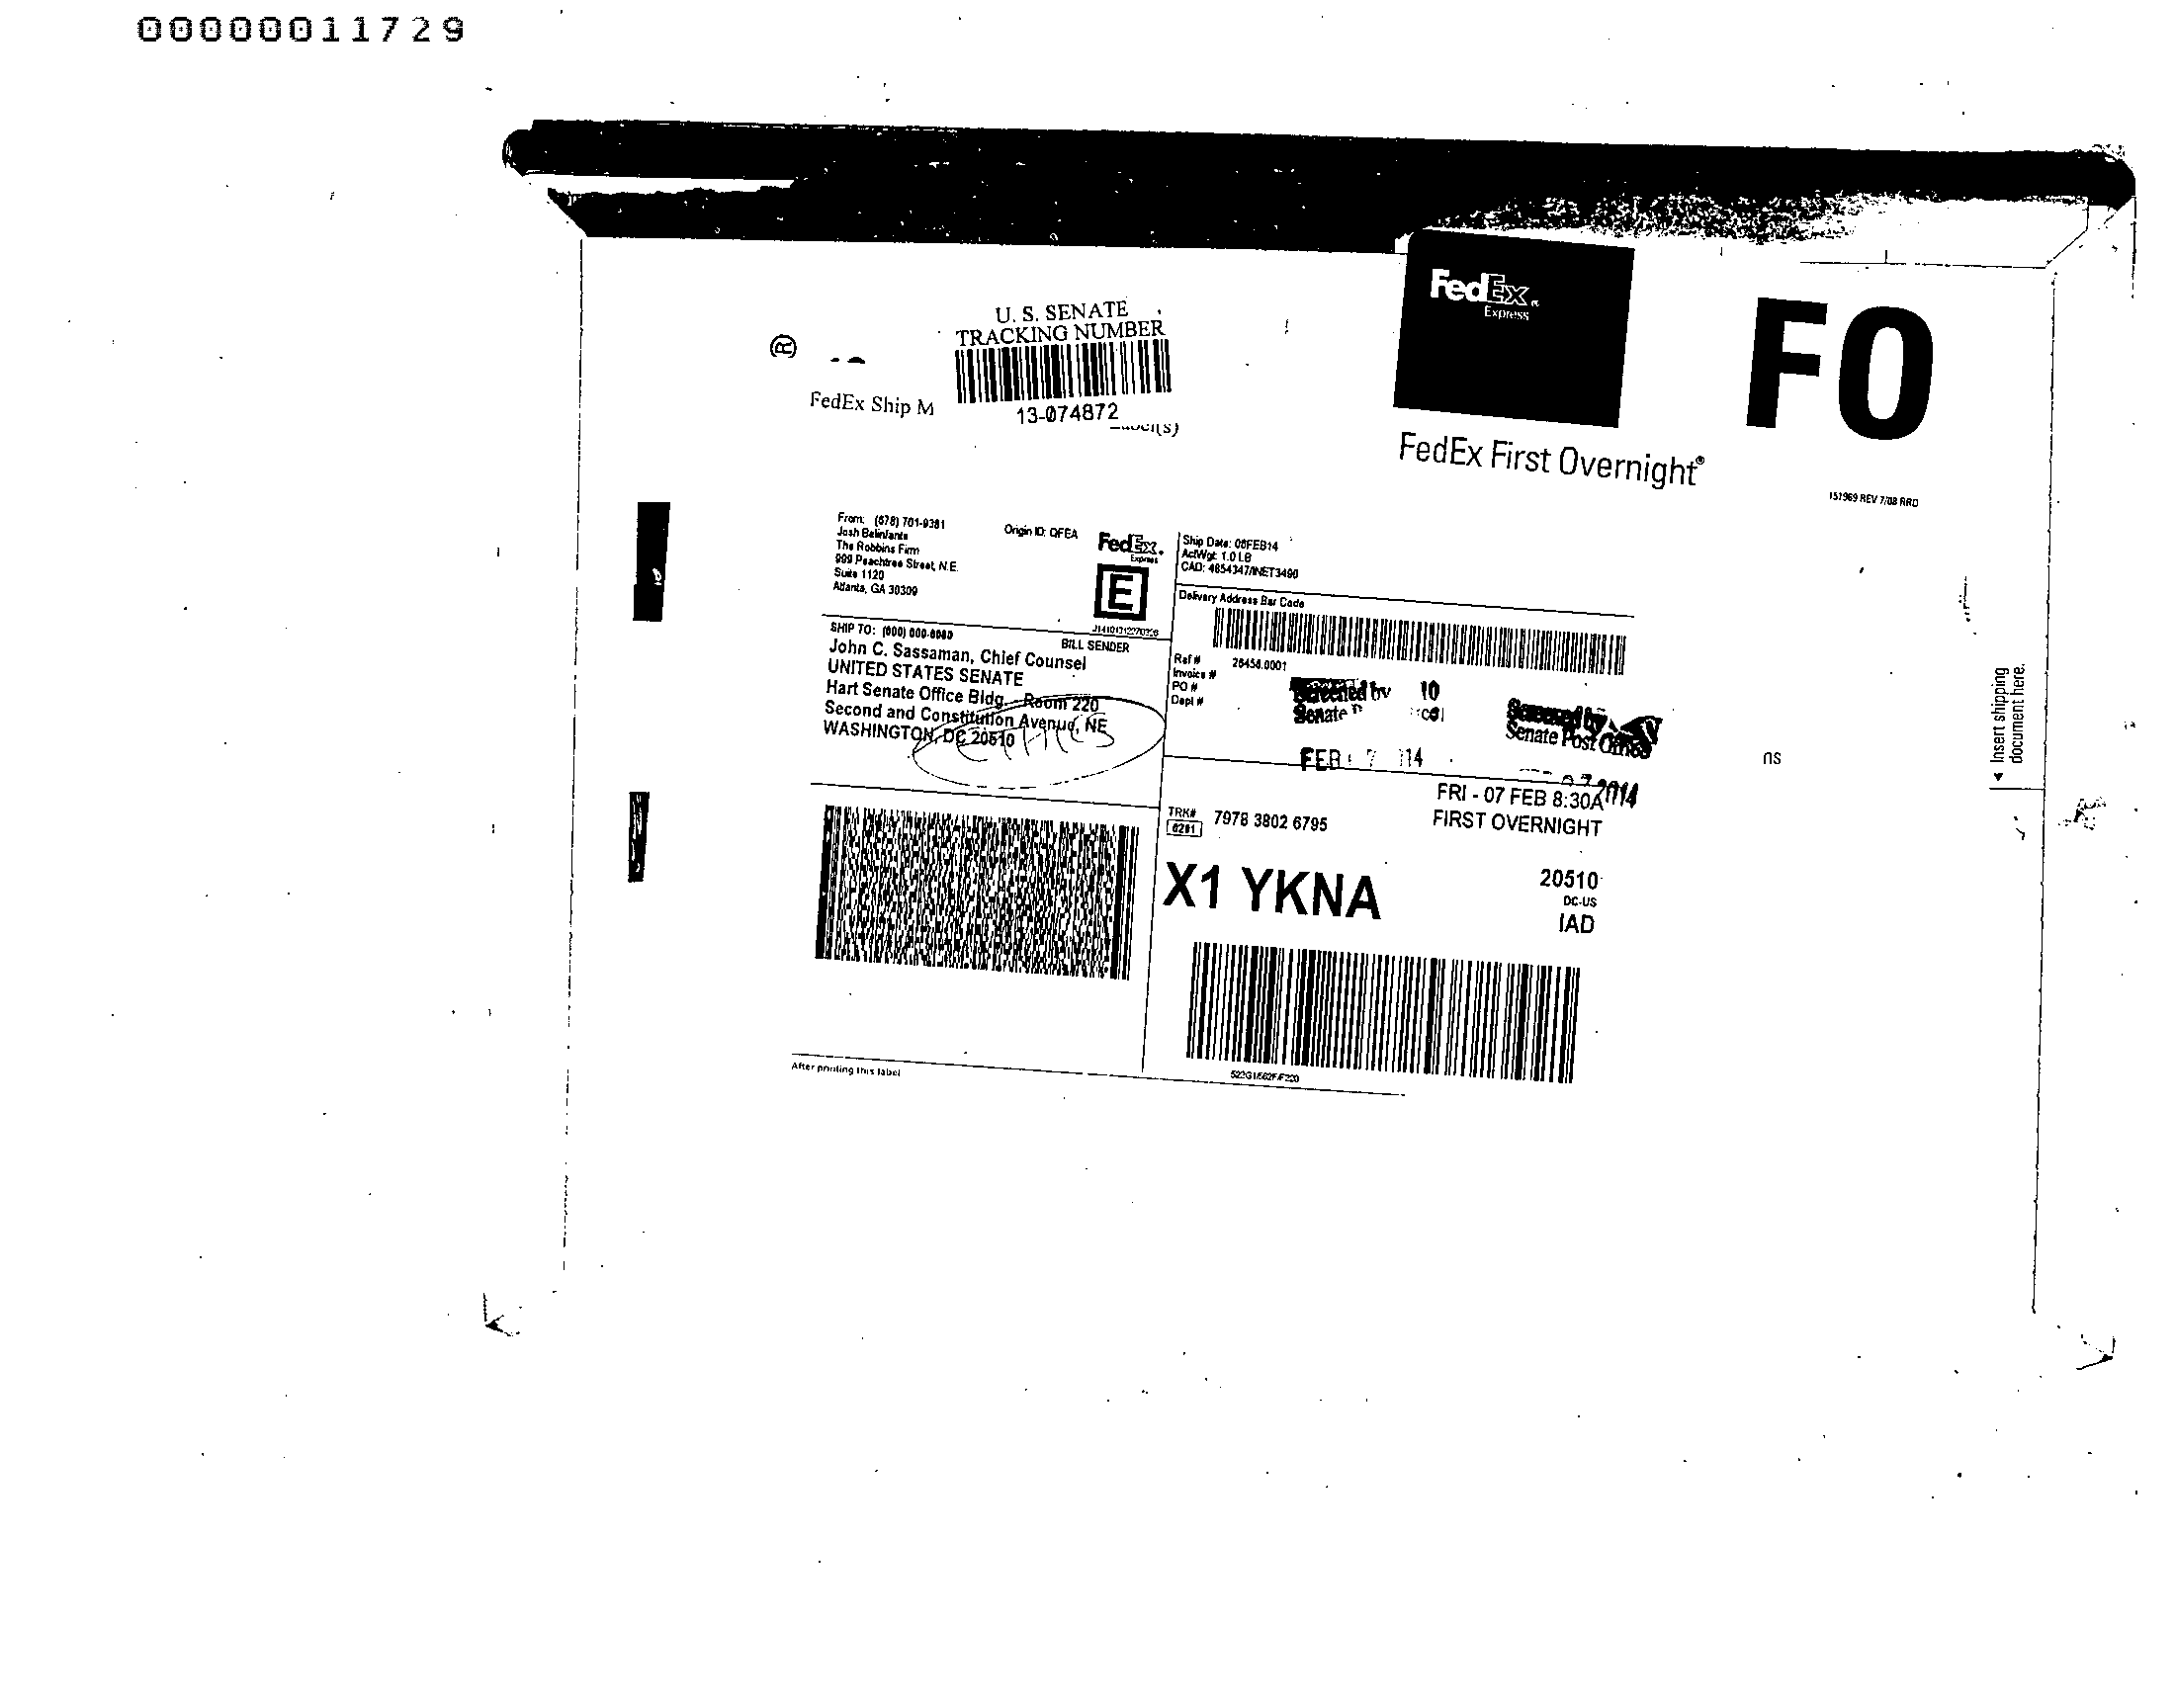 00000011729
U. S. SENATE
TRACKING NUMBER
13-074872
®
FedEx Ship M
FedEx®
Express
FO
FedEx First Overnight®
151969 REV 7/08 RRD
From: (678) 701-9381
Josh Belinfante
The Robbins Firm
999 Peachtree Street, N.E.
Suite 1120
Atlanta, GA 30309
Origin ID: QFEA
FedEx®
Express
E
SHIP TO: (000) 000-0000
BILL SENDER
John C. Sassaman, Chief Counsel
UNITED STATES SENATE
Hart Senate Office Bldg. - Room 220
Second and Constitution Avenue, NE
WASHINGTON, DC 20510
ETHICS
Ship Date: 06FEB14
ActWgt: 1.0 LB
CAD: 4854347/INET3490
Delivery Address Bar Code
Ref # 26458.0001
Invoice #
PO #
Dept #
Screened by 10
Senate
FEB 7 14
Screened by
Senate Post Office
07 2014
ns
FRI - 07 FEB 8:30A
FIRST OVERNIGHT
TRK# 7978 3802 6795
0201
X1 YKNA
20510
DC-US
IAD
After printing this label
Insert shipping
document here.